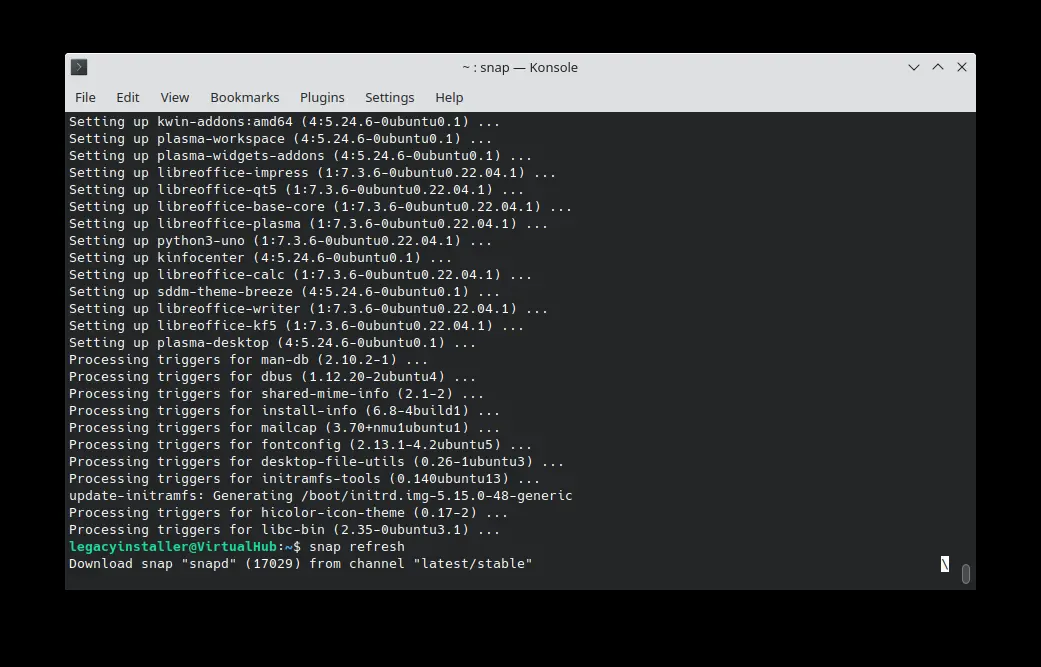 ~ : snap — Konsole
File Edit View Bookmarks Plugins Settings Help
Setting up kwin-addons:amd64 (4:5.24.6-0ubuntu0.1) ...
Setting up plasma-workspace (4:5.24.6-0ubuntu0.1) ...
Setting up plasma-widgets-addons (4:5.24.6-0ubuntu0.1) ...
Setting up libreoffice-impress (1:7.3.6-0ubuntu0.22.04.1) ...
Setting up libreoffice-qt5 (1:7.3.6-0ubuntu0.22.04.1) ...
Setting up libreoffice-base-core (1:7.3.6-0ubuntu0.22.04.1) ...
Setting up libreoffice-plasma (1:7.3.6-0ubuntu0.22.04.1) ...
Setting up python3-uno (1:7.3.6-0ubuntu0.22.04.1) ...
Setting up kinfocenter (4:5.24.6-0ubuntu0.1) ...
Setting up libreoffice-calc (1:7.3.6-0ubuntu0.22.04.1) ...
Setting up sddm-theme-breeze (4:5.24.6-0ubuntu0.1) ...
Setting up libreoffice-writer (1:7.3.6-0ubuntu0.22.04.1) ...
Setting up libreoffice-kf5 (1:7.3.6-0ubuntu0.22.04.1) ...
Setting up plasma-desktop (4:5.24.6-0ubuntu0.1) ...
Processing triggers for man-db (2.10.2-1) ...
Processing triggers for dbus (1.12.20-2ubuntu4) ...
Processing triggers for shared-mime-info (2.1-2) ...
Processing triggers for install-info (6.8-4build1) ...
Processing triggers for mailcap (3.70+nmu1ubuntu1) ...
Processing triggers for fontconfig (2.13.1-4.2ubuntu5) ...
Processing triggers for desktop-file-utils (0.26-1ubuntu3) ...
Processing triggers for initramfs-tools (0.140ubuntu13) ...
update-initramfs: Generating /boot/initrd.img-5.15.0-48-generic
Processing triggers for hicolor-icon-theme (0.17-2) ...
Processing triggers for libc-bin (2.35-0ubuntu3.1) ...
legacyinstaller@VirtualHub:~$ snap refresh
Download snap "snapd" (17029) from channel "latest/stable" \